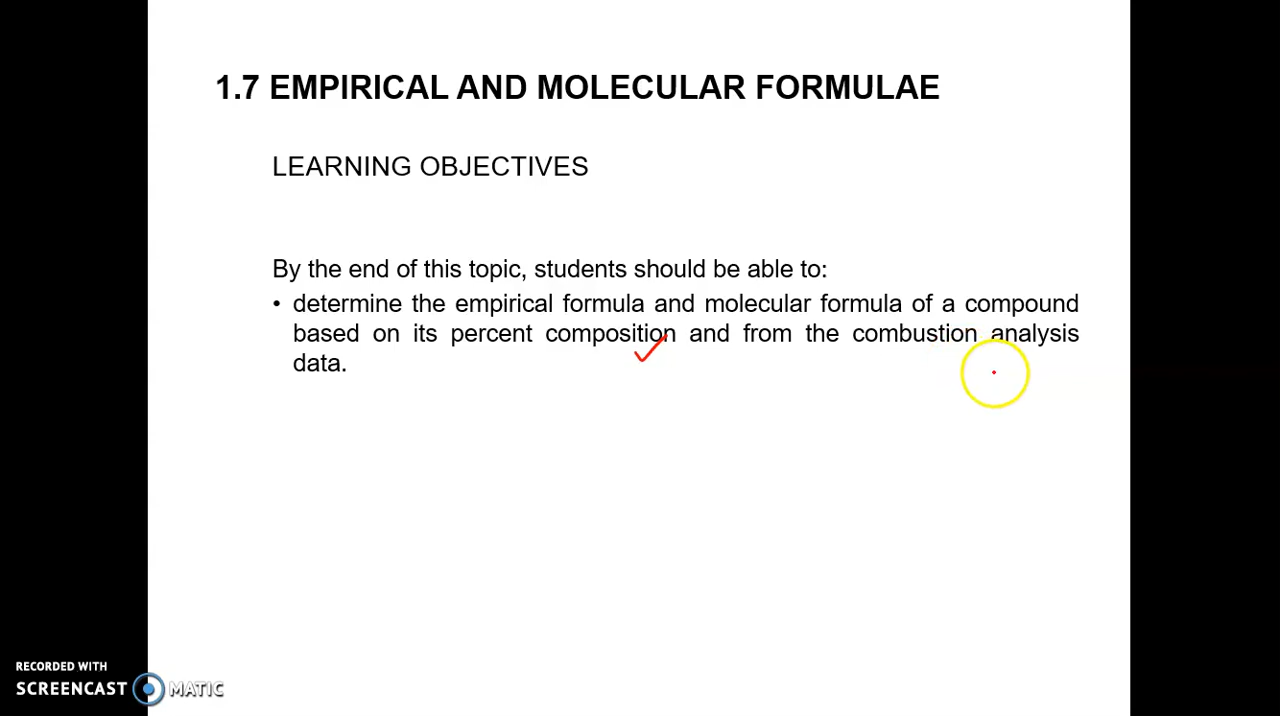 1.7 EMPIRICAL AND MOLECULAR FORMULAE
LEARNING OBJECTIVES
By the end of this topic, students should be able to:
• determine the empirical formula and molecular formula of a compound
based on its percent composition and from the combustion analysis
data.
RECORDED WITH
SCREENCAST MATIC